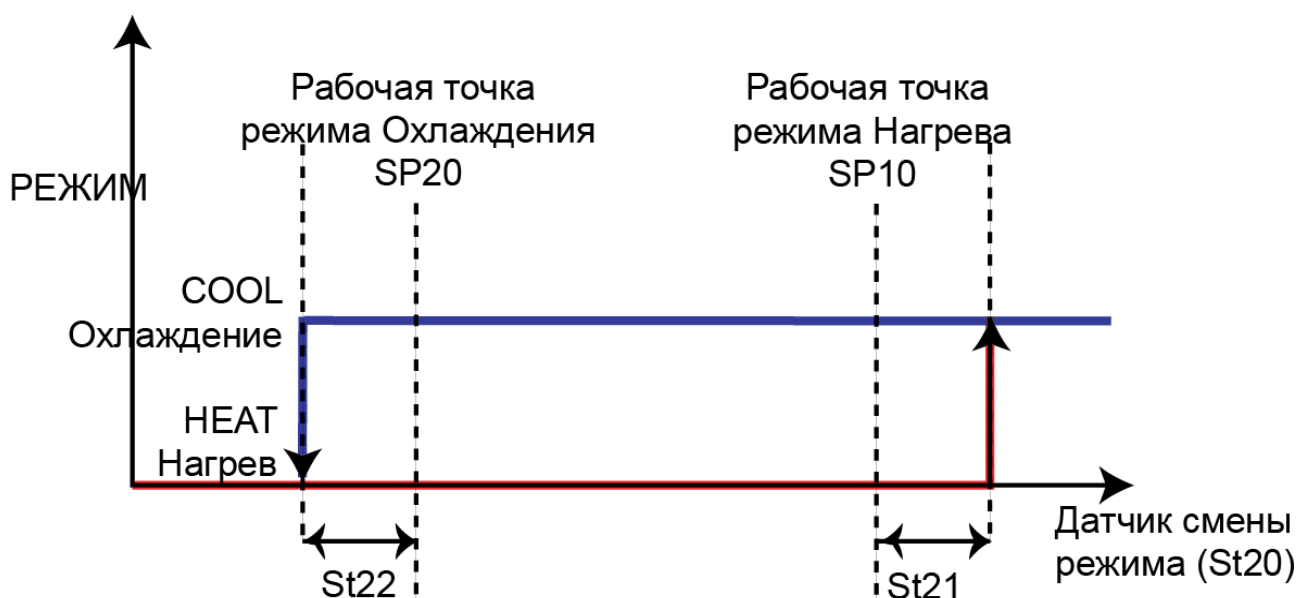 Рабочая точка
режима Охлаждения
SP20
Рабочая точка
режима Нагрева
SP10
РЕЖИМ
COOL
Охлаждение
HEAT
Нагрев
St22
St21
Датчик смены
режима (St20)